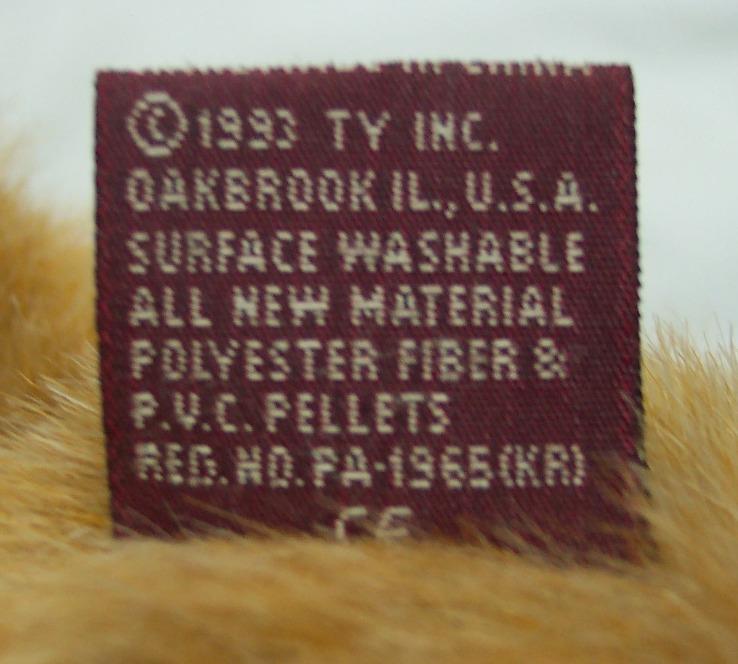 © 1993 TY INC.
OAKBROOK IL., U.S.A.
SURFACE WASHABLE
ALL NEW MATERIAL
POLYESTER FIBER &
P.V.C. PELLETS
REG. NO. PA-1965(KR)
CE